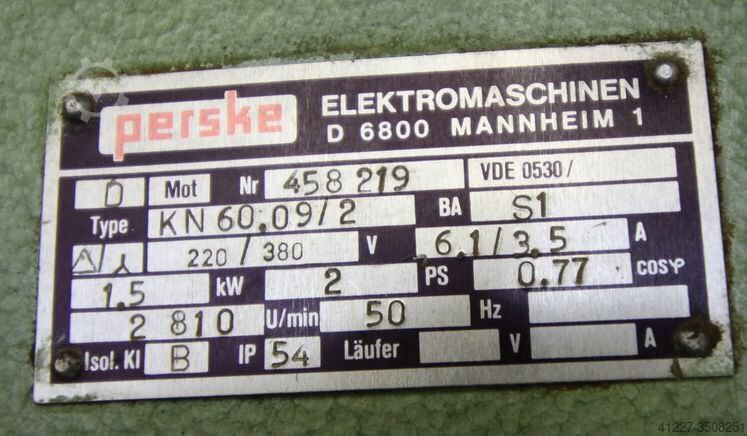 perske ELEKTROMASCHINEN
D 6800 MANNHEIM 1
D Mot Nr 458 219 VDE 0530/
Type KN 60.09/2 BA S1
220 / 380 V 6.1 / 3.5 A
1.5 kW 2 PS 0.77 cosφ
2 810 U/min 50 Hz
Isol. Kl B IP 54 Läufer V A
41227-3508251